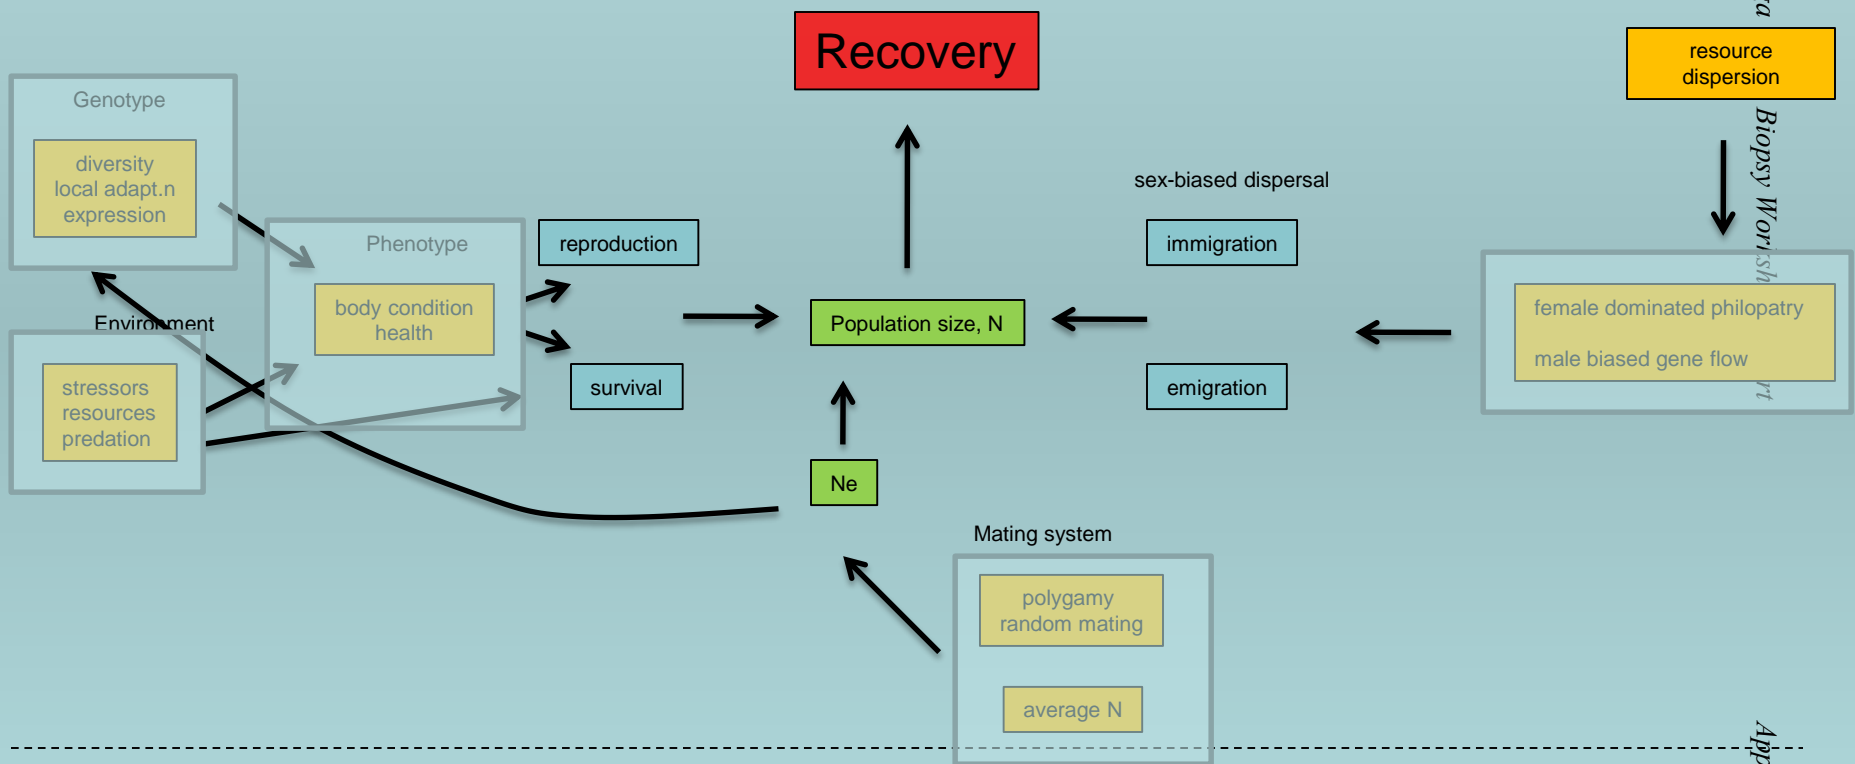 Recovery
resource
dispersion
Genotype
diversity
local adapt.n
expression
sex-biased dispersal
Phenotype
reproduction
immigration
body condition
health
Population size, N
female dominated philopatry
male biased gene flow
Environment
stressors
resources
predation
survival
emigration
Ne
Mating system
polygamy
random mating
average N
Biopsy